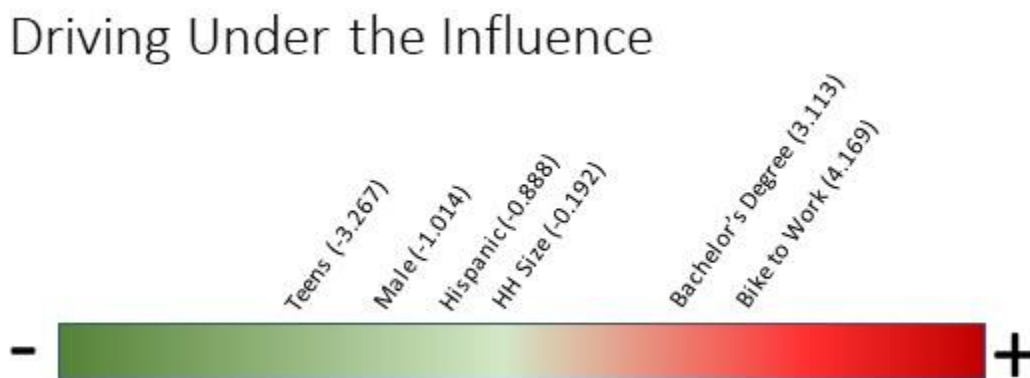 Driving Under the Influence
Teens (-3.267)
Male (-1.014)
Hispanic (-0.888)
HH Size (-0.192)
Bachelor's Degree (3.113)
Bike to Work (4.169)
-
+